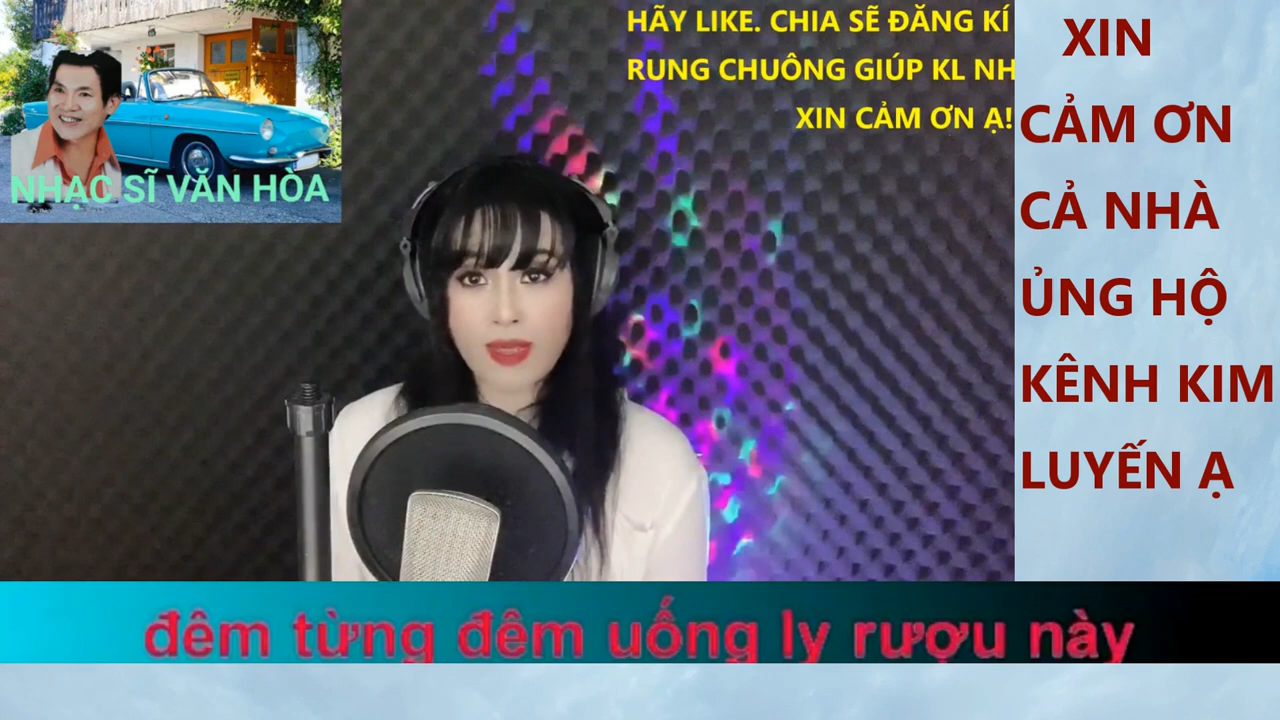 HÃY LIKE. CHIA SẼ ĐĂNG KÍ
RUNG CHUÔNG GIÚP KL NH
XIN CẢM ƠN Ạ!
NHẠC SĨ VĂN HÒA
XIN
CẢM ƠN
CẢ NHÀ
ỦNG HỘ
KÊNH KIM
LUYẾN Ạ
đêm từng đêm uống ly rượu này